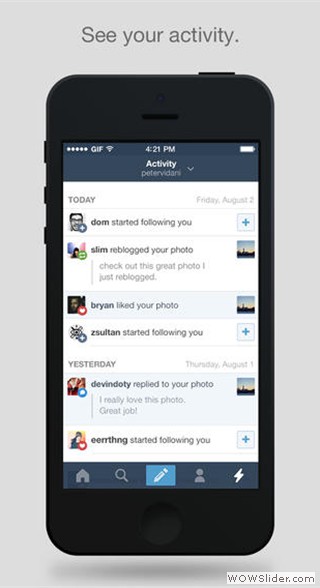 See your activity.
GIF 4:21 PM
Activity
petervidani
TODAY Friday, August 2
dom started following you
slim reblogged your photo
check out this great photo I
just reblogged.
bryan liked your photo
zsultan started following you
YESTERDAY Thursday, August 1
devindoty replied to your photo
I really love this photo.
Great job!
eerrthng started following you
WOWSlider.com